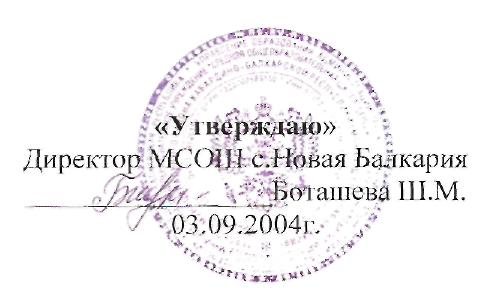 «Утверждаю»
Директор МСОШ с.Новая Балкария
Боташева Ш.М.
03.09.2004г.